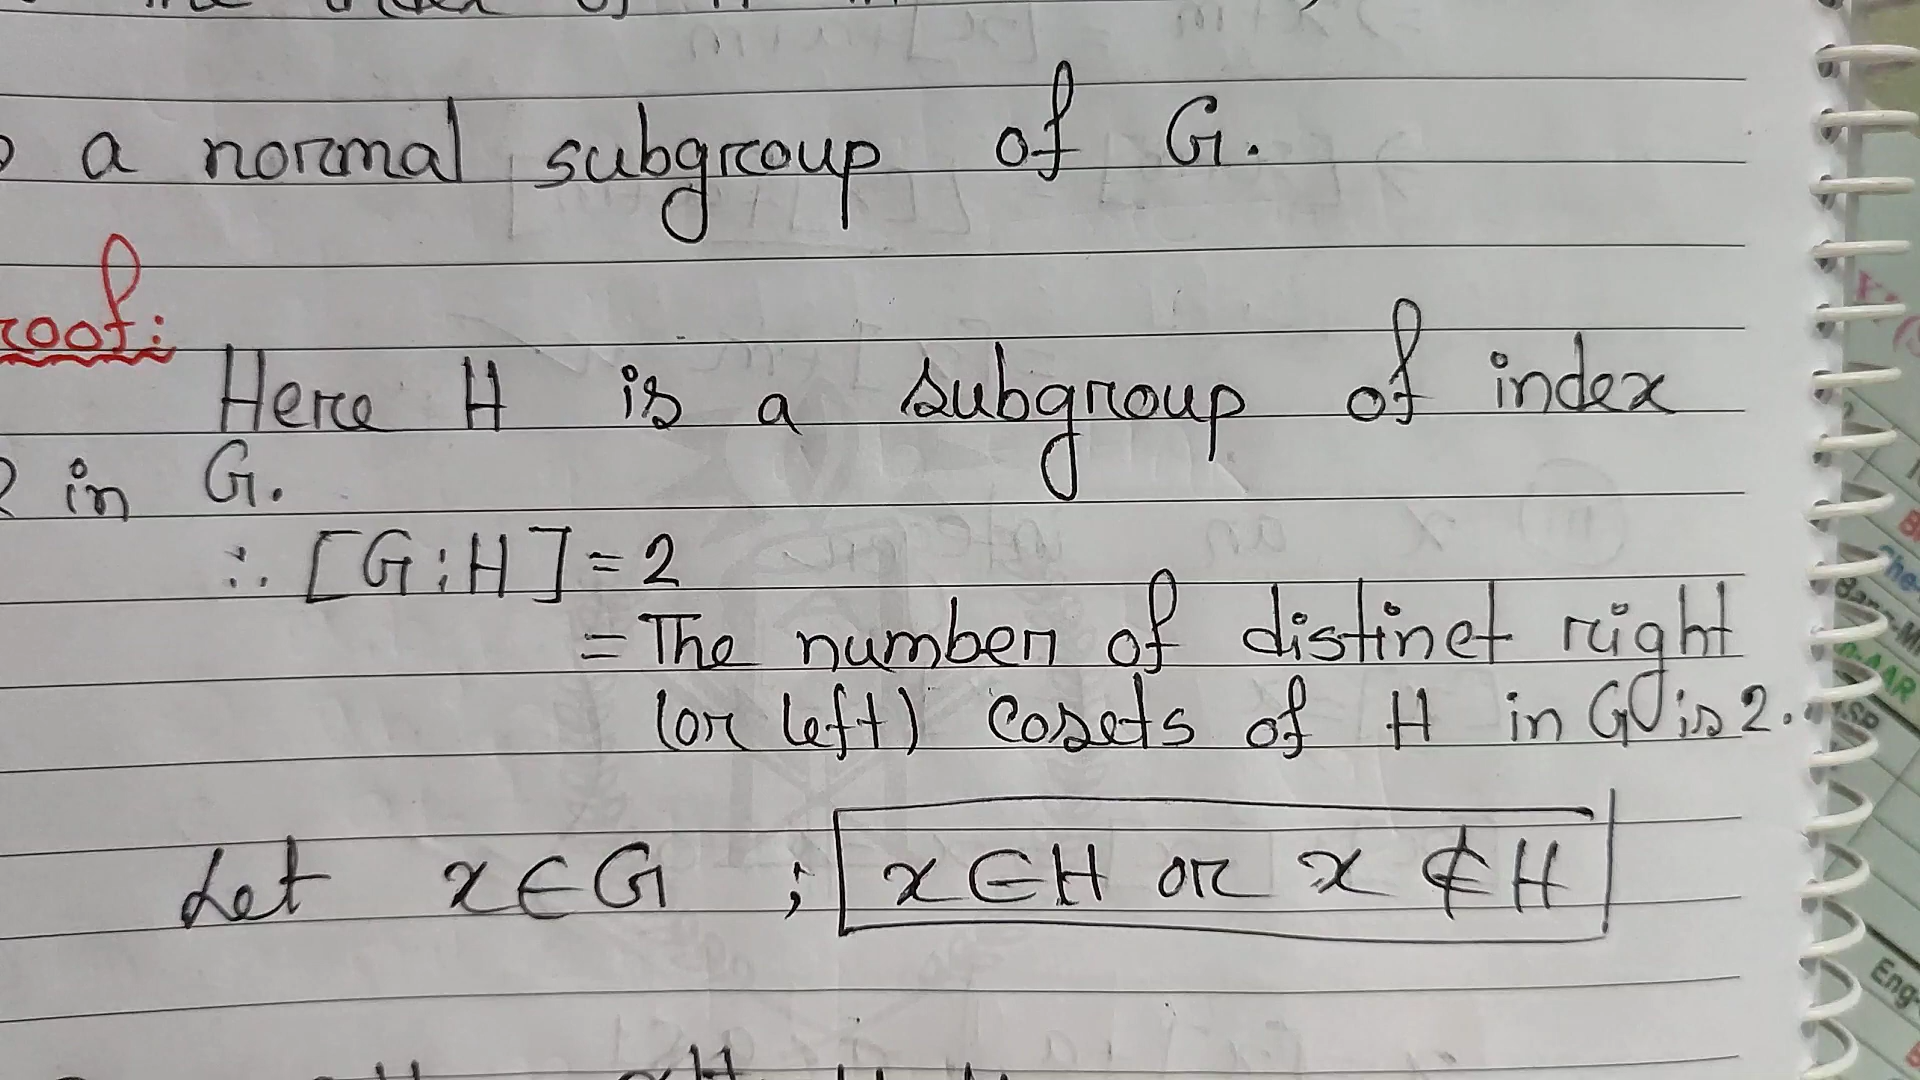 a normal subgroup of G.
Here H is a subgroup of index
2 in G.
∴ [G:H] = 2
= The number of distinct right
(or left) cosets of H in G is 2.
Let x ∈ G ; x ∈ H or x ∉ H
Eng-